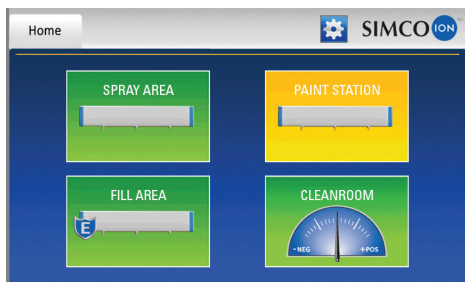 Home
SIMCO ION
SPRAY AREA
PAINT STATION
FILL AREA
E
CLEANROOM
-NEG +POS